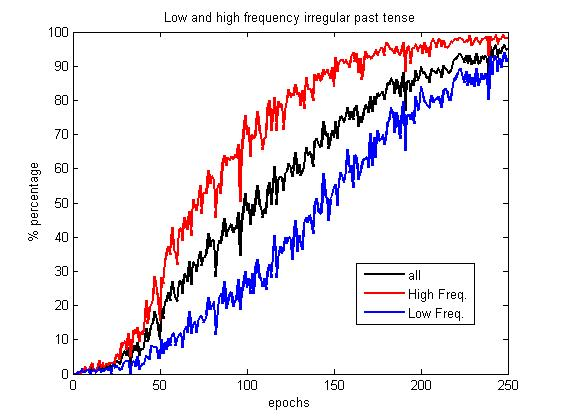 Low and high frequency irregular past tense
100
90
80
70
60
50
40
30
20
10
0
% percentage
all
High Freq.
Low Freq.
0 50 100 150 200 250
epochs